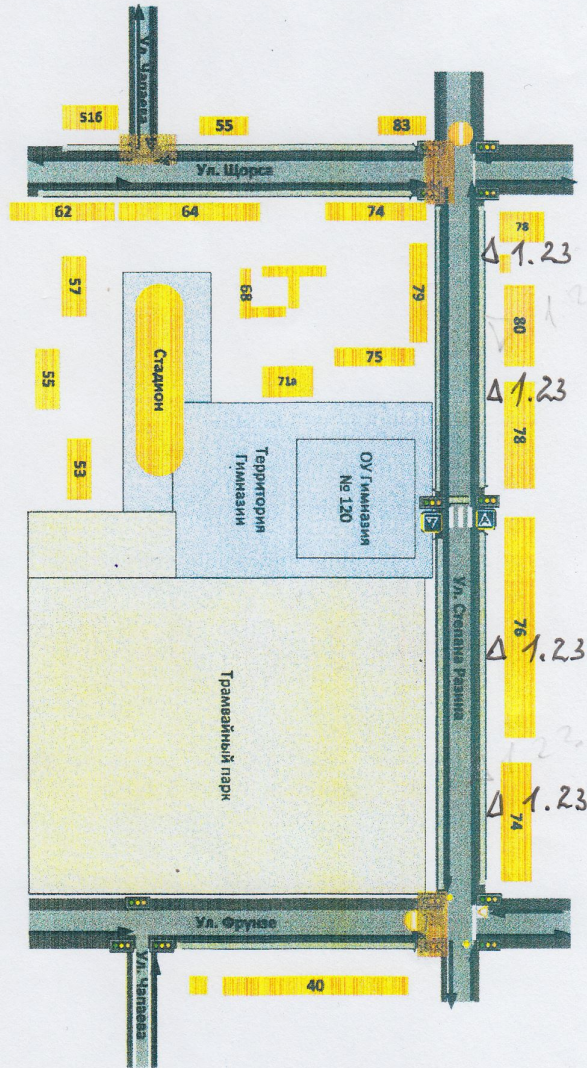 Ул. Чапаева
51б
55
83
Ул. Щорса
62
64
74
78
Δ 1.23
57
68
79
80
75
55
Стадион
71а
Δ 1.23
78
53
Территория
Гимназии
ОУ Гимназия
№ 120
Ул. Степана Разина
76
Δ 1.23
Трамвайный парк
74
Δ 1.23
Ул. Фрунзе
Ул. Чапаева
40